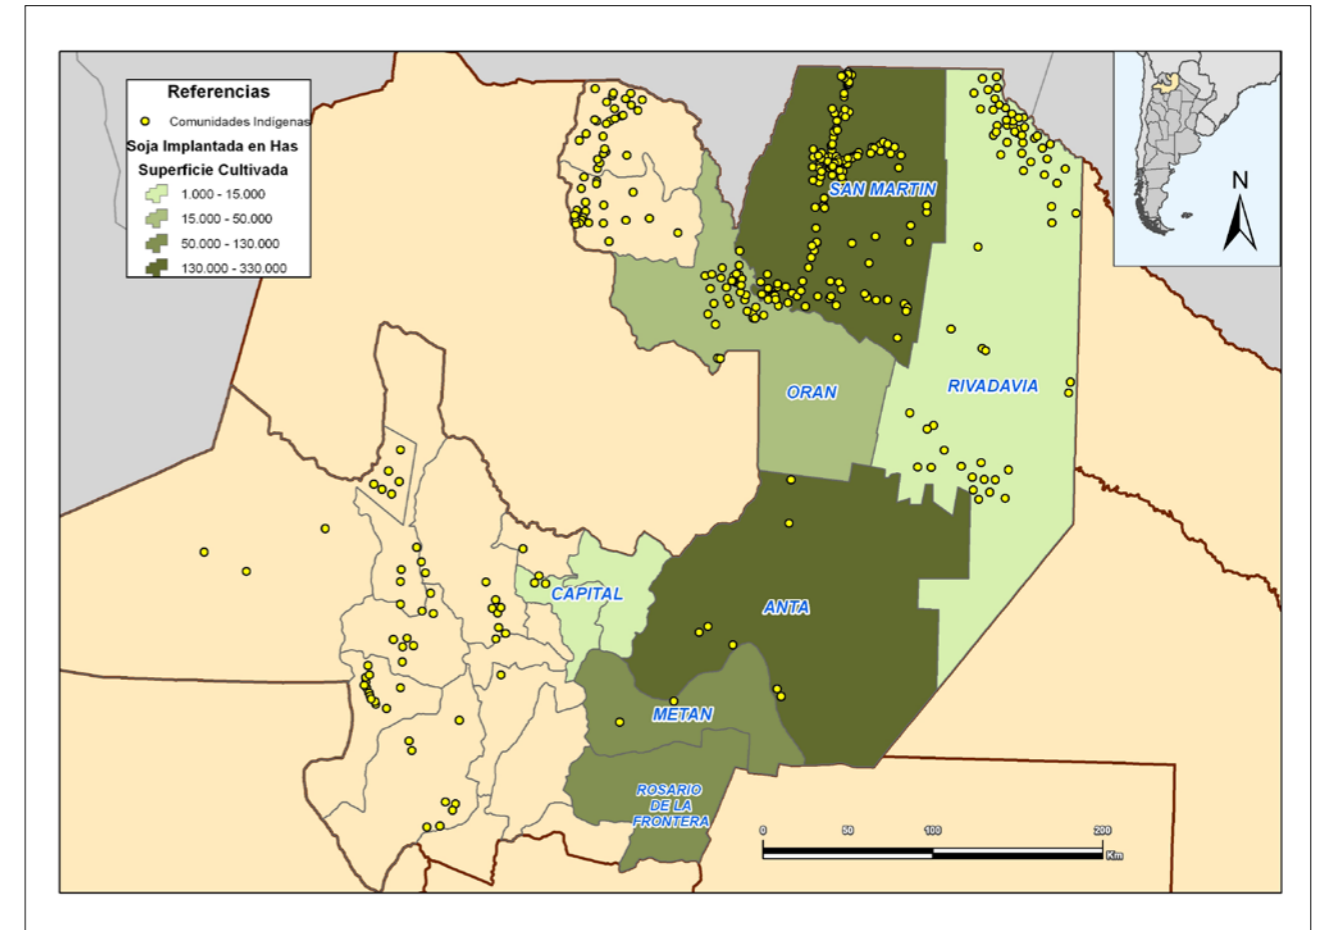 Referencias
Comunidades Indígenas
Soja Implantada en Has
Superficie Cultivada
1.000 - 15.000
15.000 - 50.000
50.000 - 130.000
130.000 - 330.000
N
SAN MARTIN
ORAN
RIVADAVIA
CAPITAL
ANTA
METAN
ROSARIO
DE LA
FRONTERA
0 50 100 200
Km